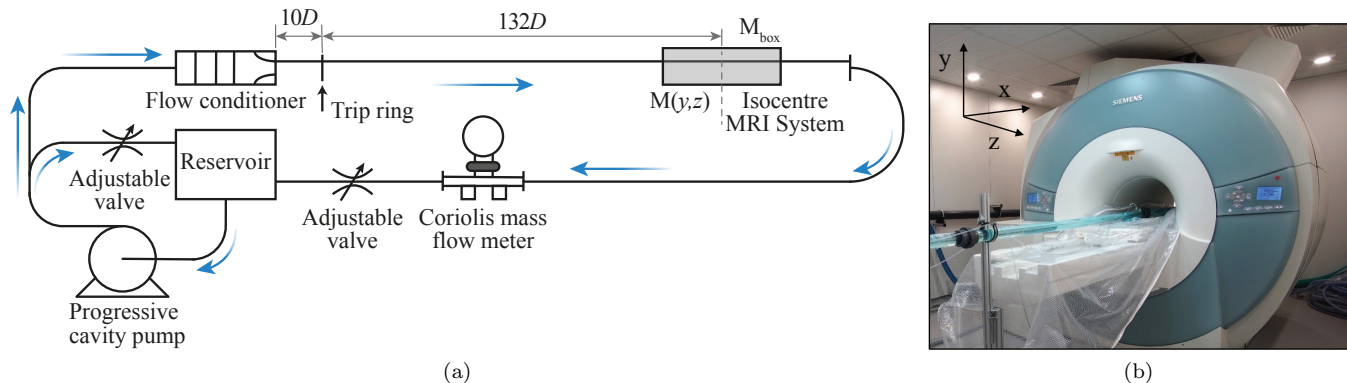 10D
132D
M_box
Flow conditioner
Trip ring
M(y,z)
Isocentre
MRI System
Reservoir
Adjustable
valve
Adjustable
valve
Coriolis mass
flow meter
Progressive
cavity pump
(a)
y
x
z
SIEMENS
(b)